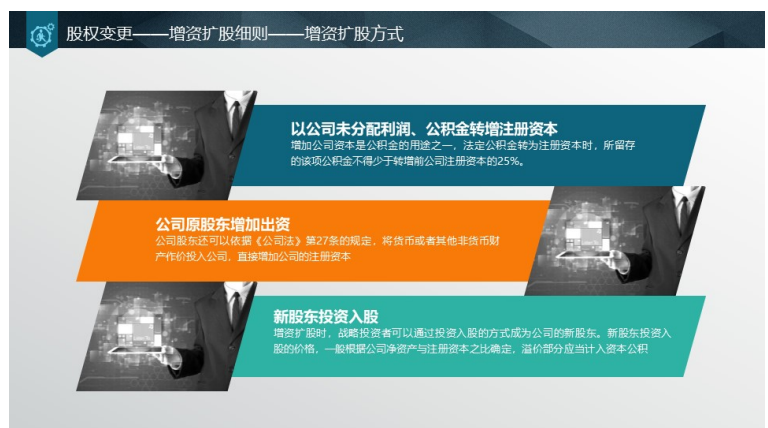 股权变更——增资扩股细则——增资扩股方式
以公司未分配利润、公积金转增注册资本
增加公司资本是公积金的用途之一，法定公积金转为注册资本时，所留存
的该项公积金不得少于转增前公司注册资本的25%。
公司原股东增加出资
公司股东还可以依据《公司法》第27条的规定，将货币或者其他非货币财
产作价投入公司，直接增加公司的注册资本
新股东投资入股
增资扩股时，战略投资者可以通过投资入股的方式成为公司的新股东。新股东投资入
股的价格，一般根据公司净资产与注册资本之比确定，溢价部分应当计入资本公积